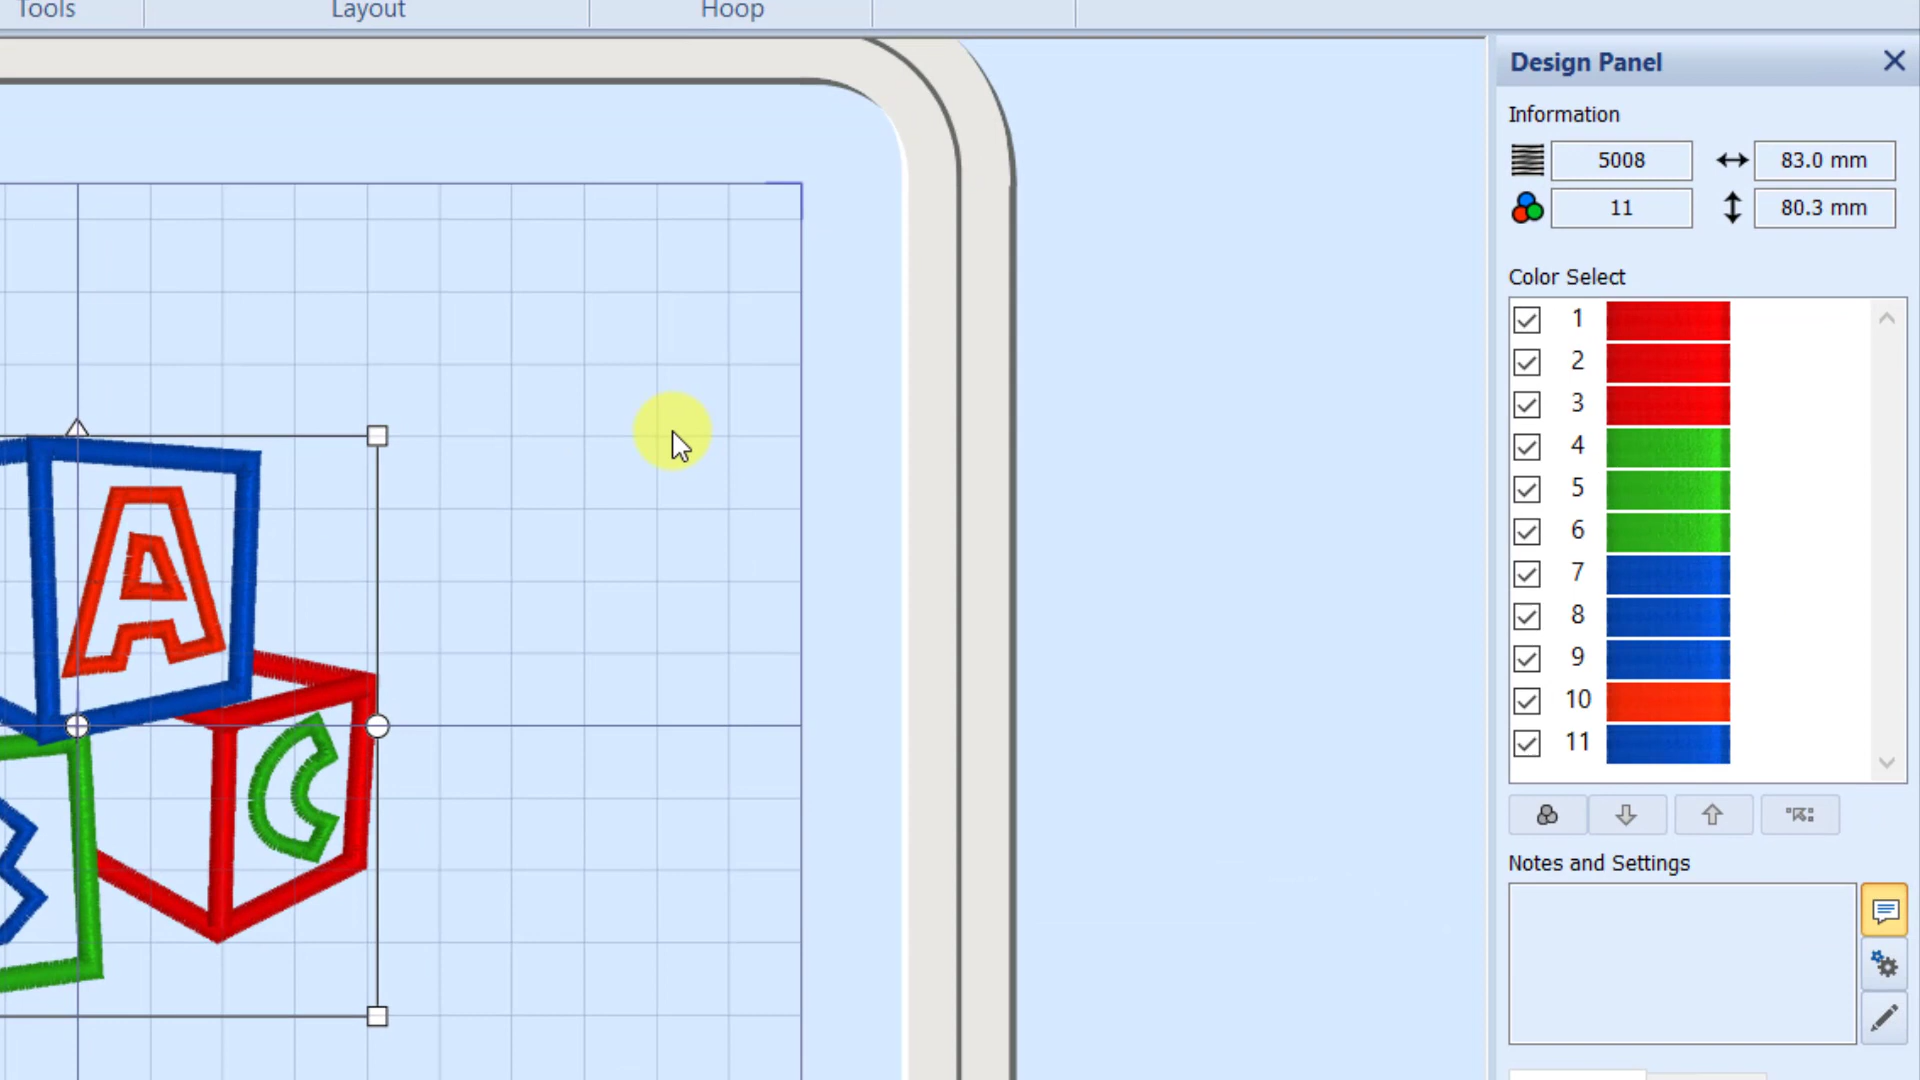 Tools Layout Hoop
Design Panel
Information
5008 83.0 mm
11 80.3 mm
Color Select
1
2
3
4
5
6
7
8
9
10
11
A
C
Notes and Settings